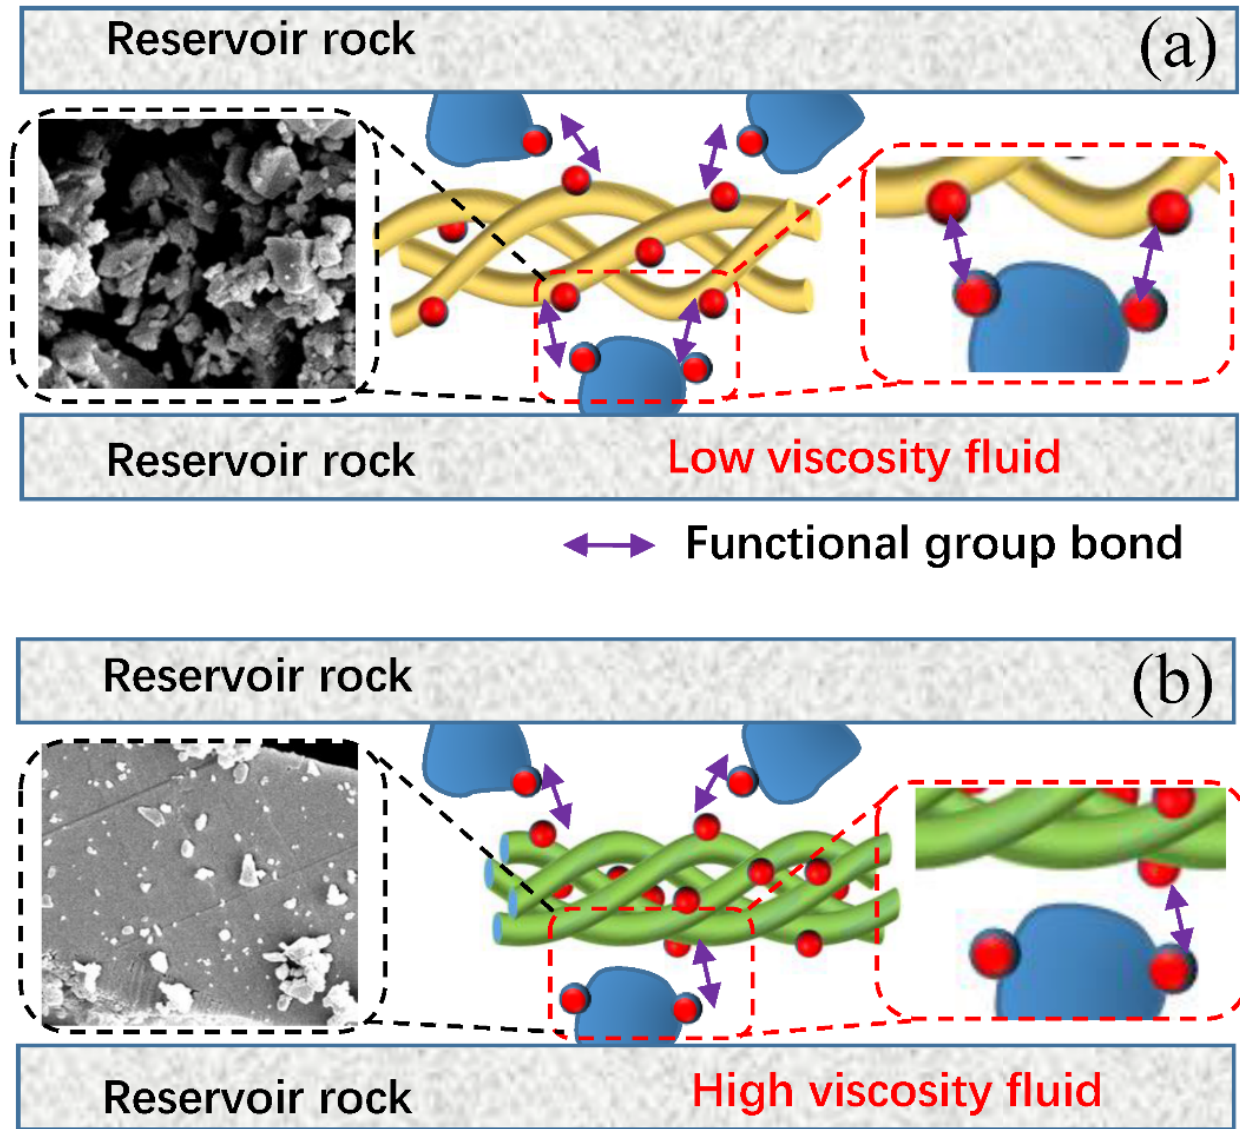 Reservoir rock
(a)
Reservoir rock
Low viscosity fluid
Functional group bond
Reservoir rock
(b)
Reservoir rock
High viscosity fluid